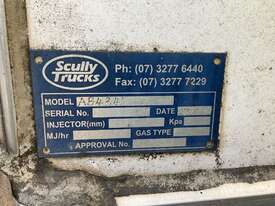 Scully
Trucks
Ph: (07) 3277 6440
Fax: (07) 3277 7229
MODEL
SERIAL No. DATE
INJECTOR(mm) Kpa
MJ/hr GAS TYPE
APPROVAL No.